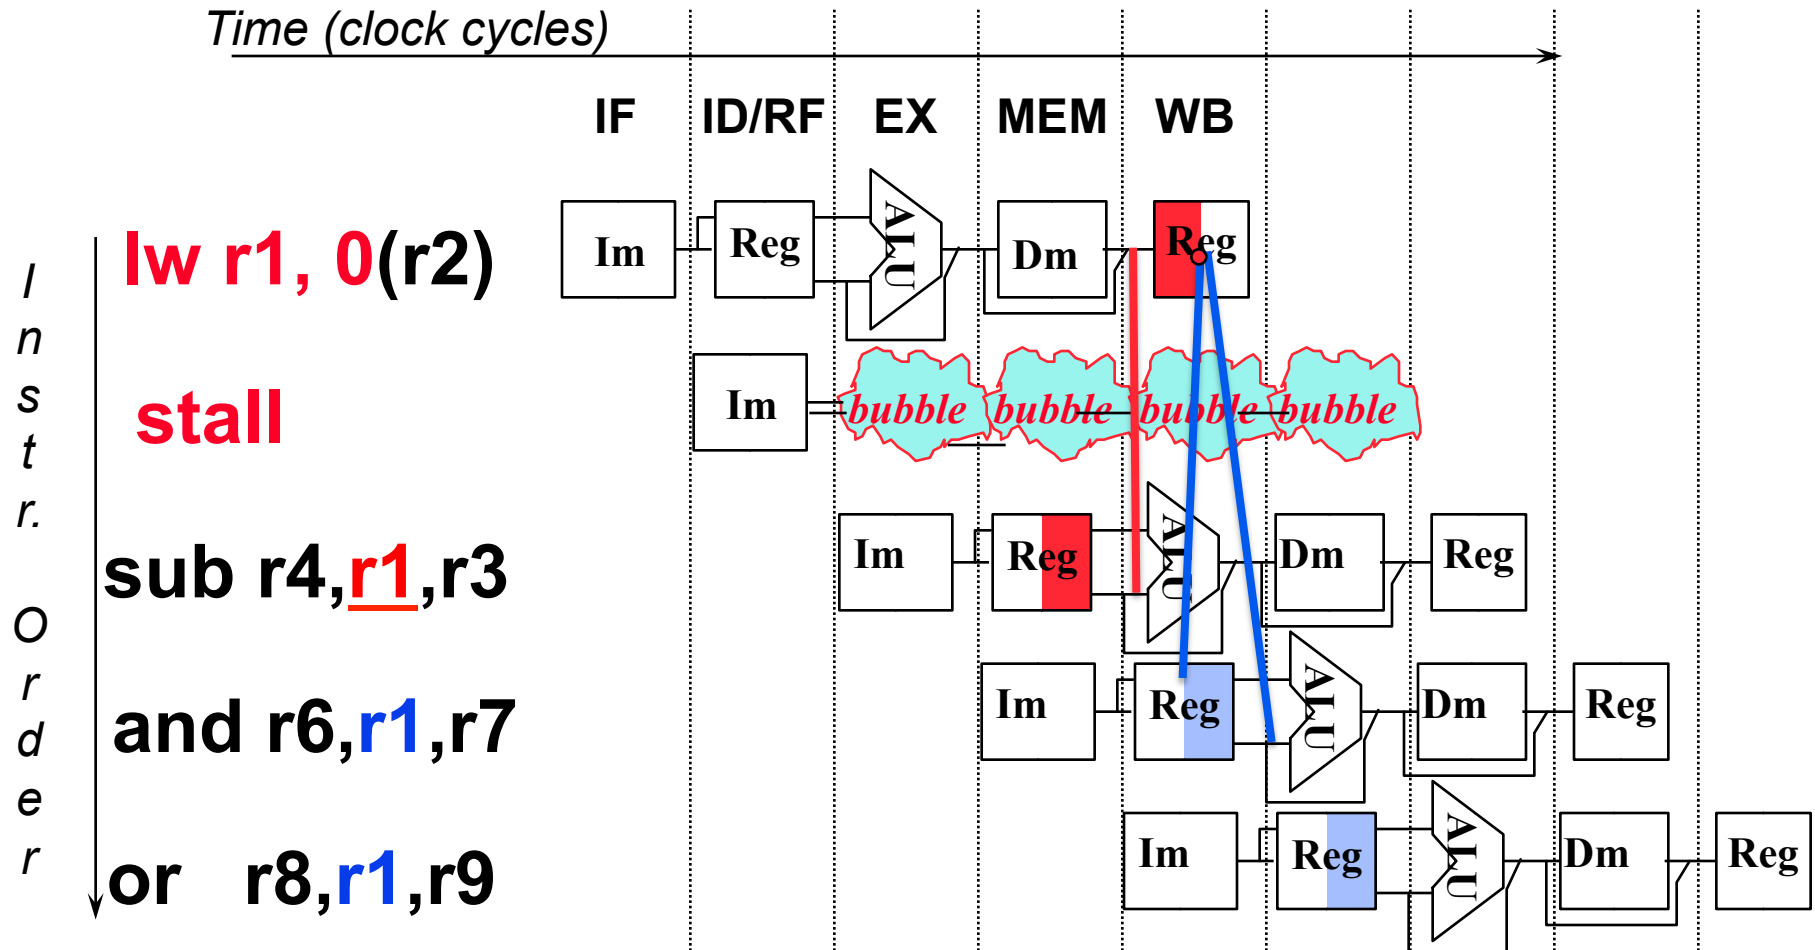 Time (clock cycles)
IF ID/RF EX MEM WB
Instr. Order
lw r1, 0(r2)
Im Reg ALU Dm Reg
stall
Im bubble bubble bubble bubble
sub r4,r1,r3
Im Reg ALU Dm Reg
and r6,r1,r7
Im Reg ALU Dm Reg
or r8,r1,r9
Im Reg ALU Dm Reg